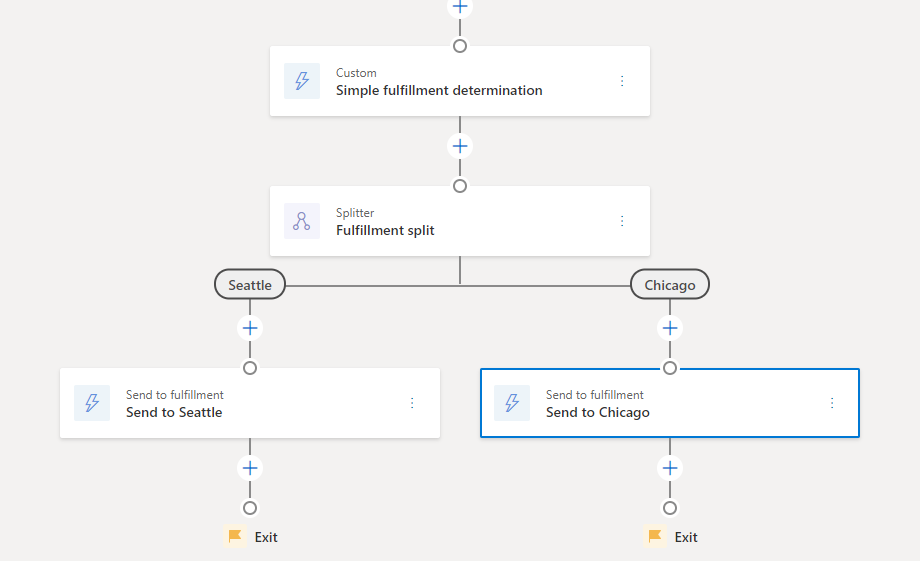 Custom
Simple fulfillment determination
Splitter
Fulfillment split
Seattle
Chicago
Send to fulfillment
Send to Seattle
Send to fulfillment
Send to Chicago
Exit
Exit